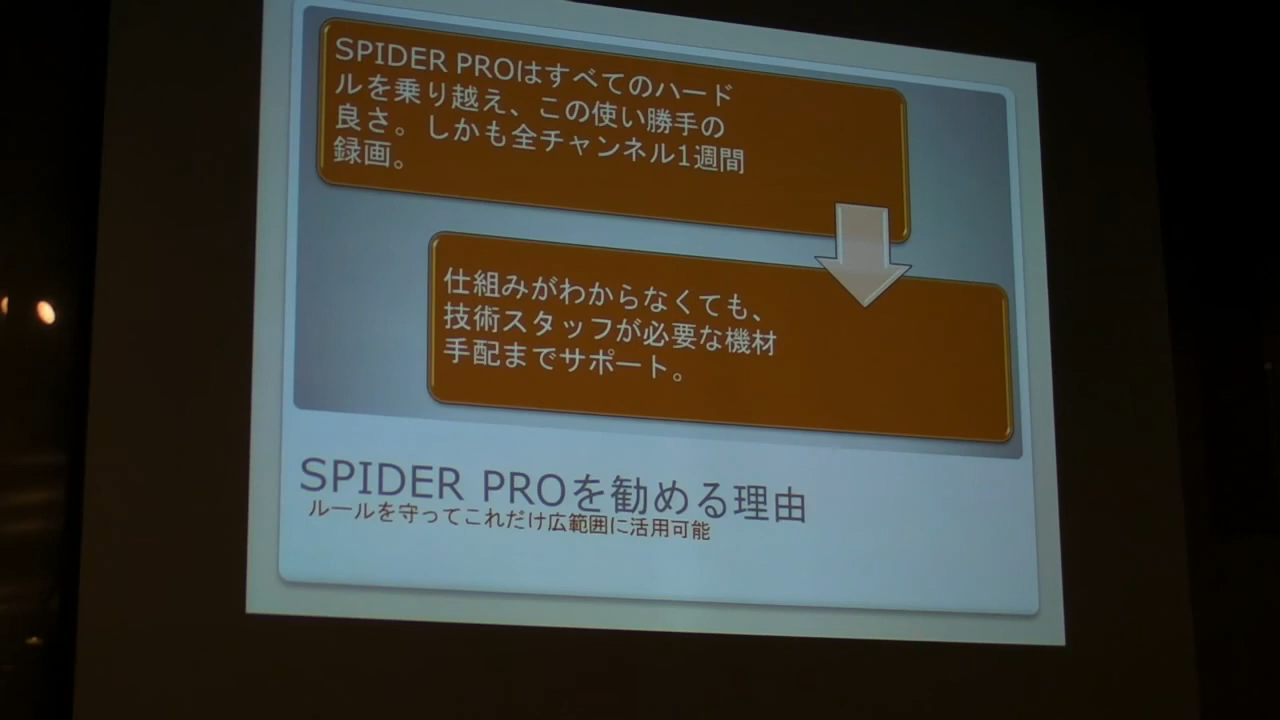 SPIDER PROはすべてのハード
ルを乗り越え、この使い勝手の
良さ。しかも全チャンネル1週間
録画。
仕組みがわからなくても、
技術スタッフが必要な機材
手配までサポート。
SPIDER PROを勧める理由
ルールを守ってこれだけ広範囲に活用可能